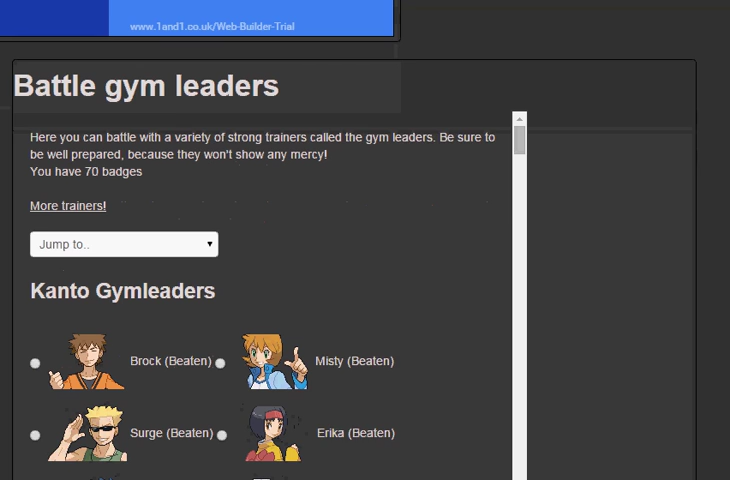 www.1and1.co.uk/Web-Builder-Trial
Battle gym leaders
Here you can battle with a variety of strong trainers called the gym leaders. Be sure to
be well prepared, because they won't show any mercy!
You have 70 badges
More trainers!
Jump to..
Kanto Gymleaders
Brock (Beaten) Misty (Beaten)
Surge (Beaten) Erika (Beaten)